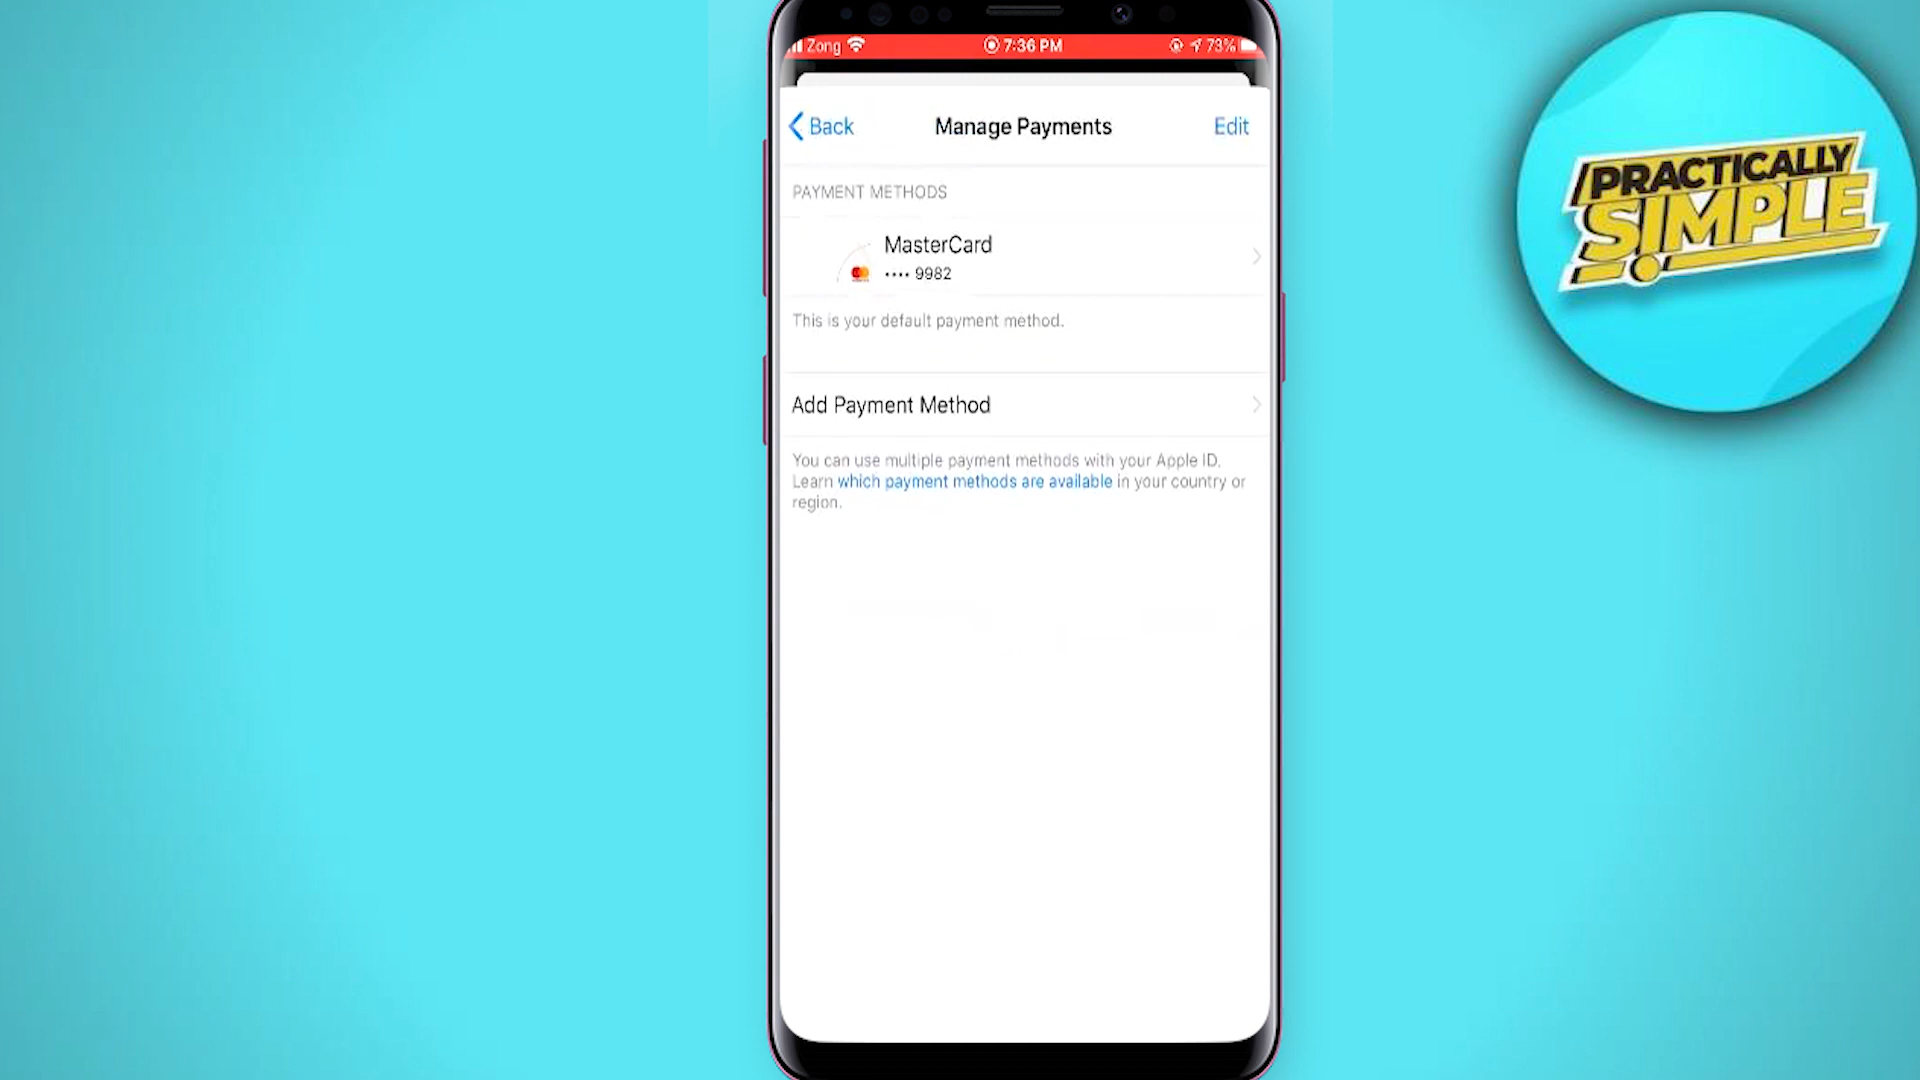 Zong 7:36 PM 73%
Back Manage Payments Edit
PAYMENT METHODS
MasterCard
•••• 9982
This is your default payment method.
Add Payment Method
You can use multiple payment methods with your Apple ID.
Learn which payment methods are available in your country or
region.
PRACTICALLY
SIMPLE